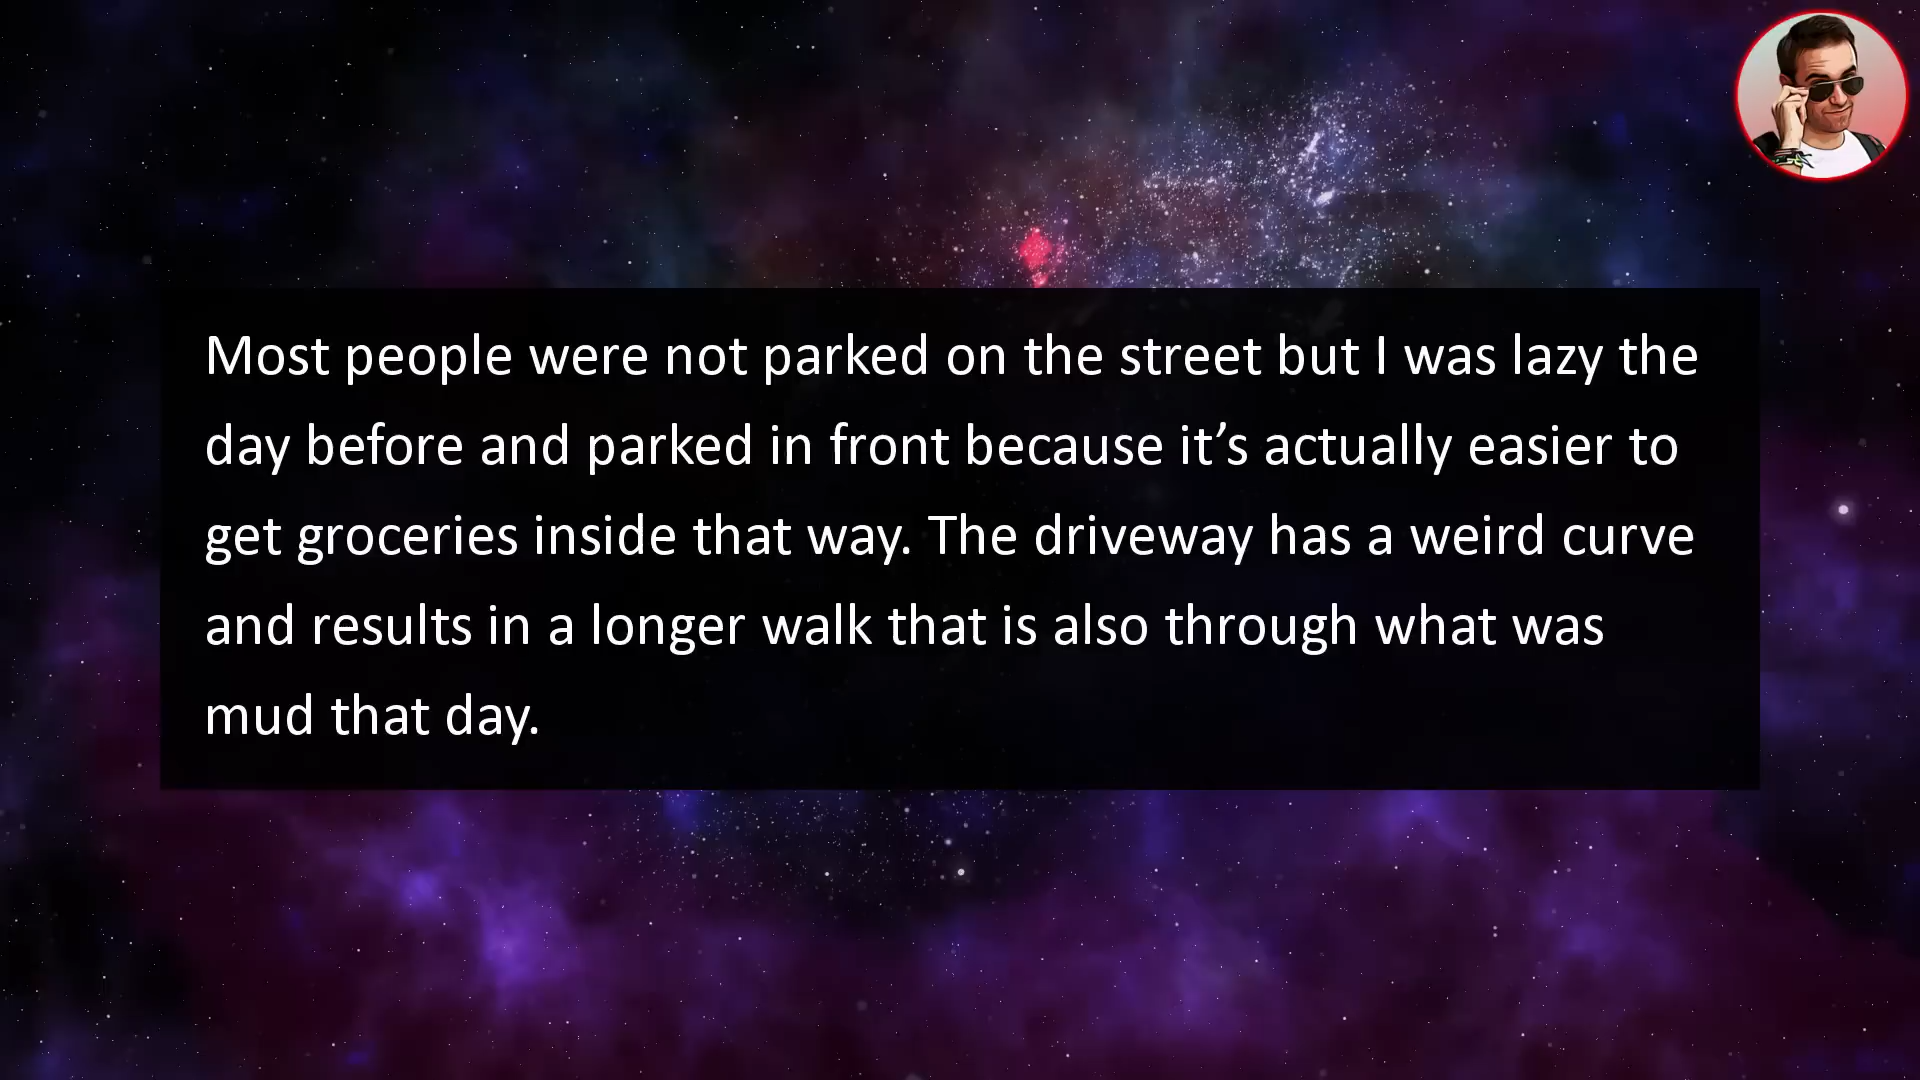 Most people were not parked on the street but I was lazy the
day before and parked in front because it’s actually easier to
get groceries inside that way. The driveway has a weird curve
and results in a longer walk that is also through what was
mud that day.